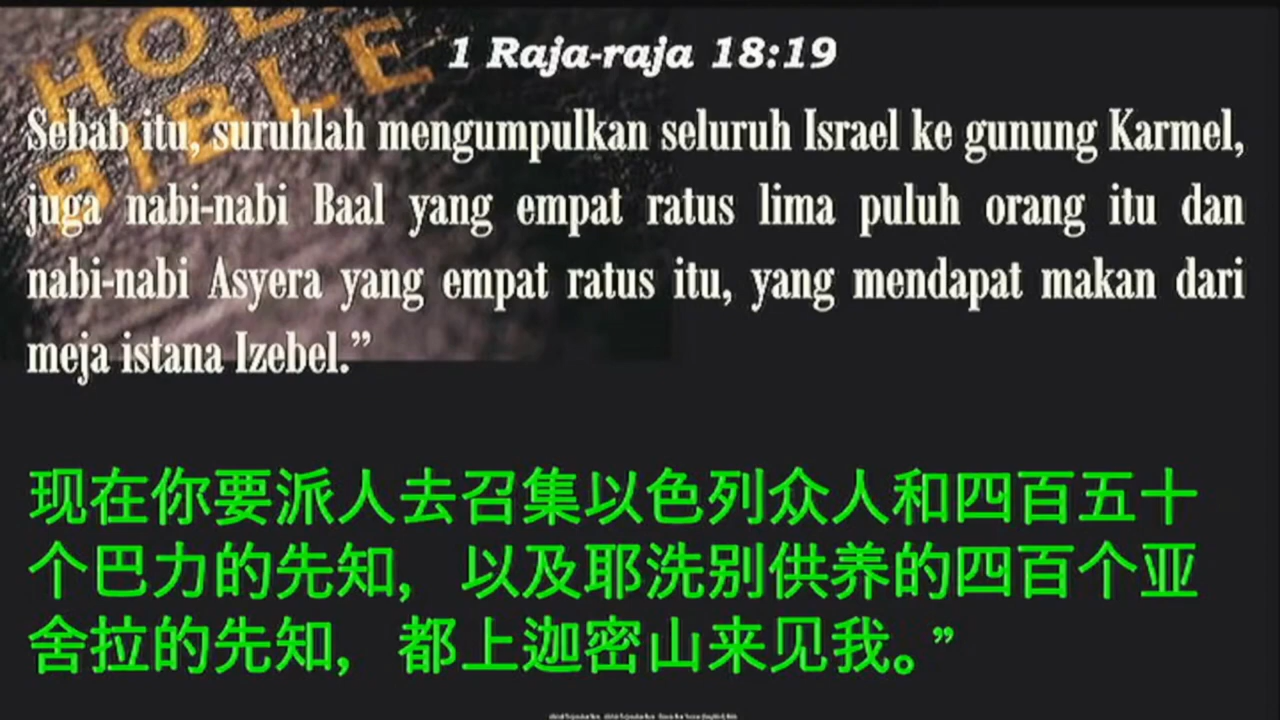 HOLY
BIBLE
1 Raja-raja 18:19
Sebab itu, suruhlah mengumpulkan seluruh Israel ke gunung Karmel,
juga nabi-nabi Baal yang empat ratus lima puluh orang itu dan
nabi-nabi Asyera yang empat ratus itu, yang mendapat makan dari
meja istana Izebel.”
现在你要派人去召集以色列众人和四百五十
个巴力的先知, 以及耶洗别供养的四百个亚
舍拉的先知, 都上迦密山来见我。”